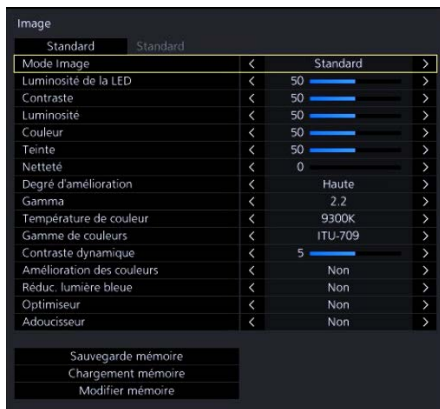 Image
Standard Standard
Mode Image < Standard >
Luminosité de la LED < 50 >
Contraste < 50 >
Luminosité < 50 >
Couleur < 50 >
Teinte < 50 >
Netteté < 0 >
Degré d'amélioration < Haute >
Gamma < 2.2 >
Température de couleur < 9300K >
Gamme de couleurs < ITU-709 >
Contraste dynamique < 5 >
Amélioration des couleurs < Non >
Réduc. lumière bleue < Non >
Optimiseur < Non >
Adoucisseur < Non >
Sauvegarde mémoire
Chargement mémoire
Modifier mémoire